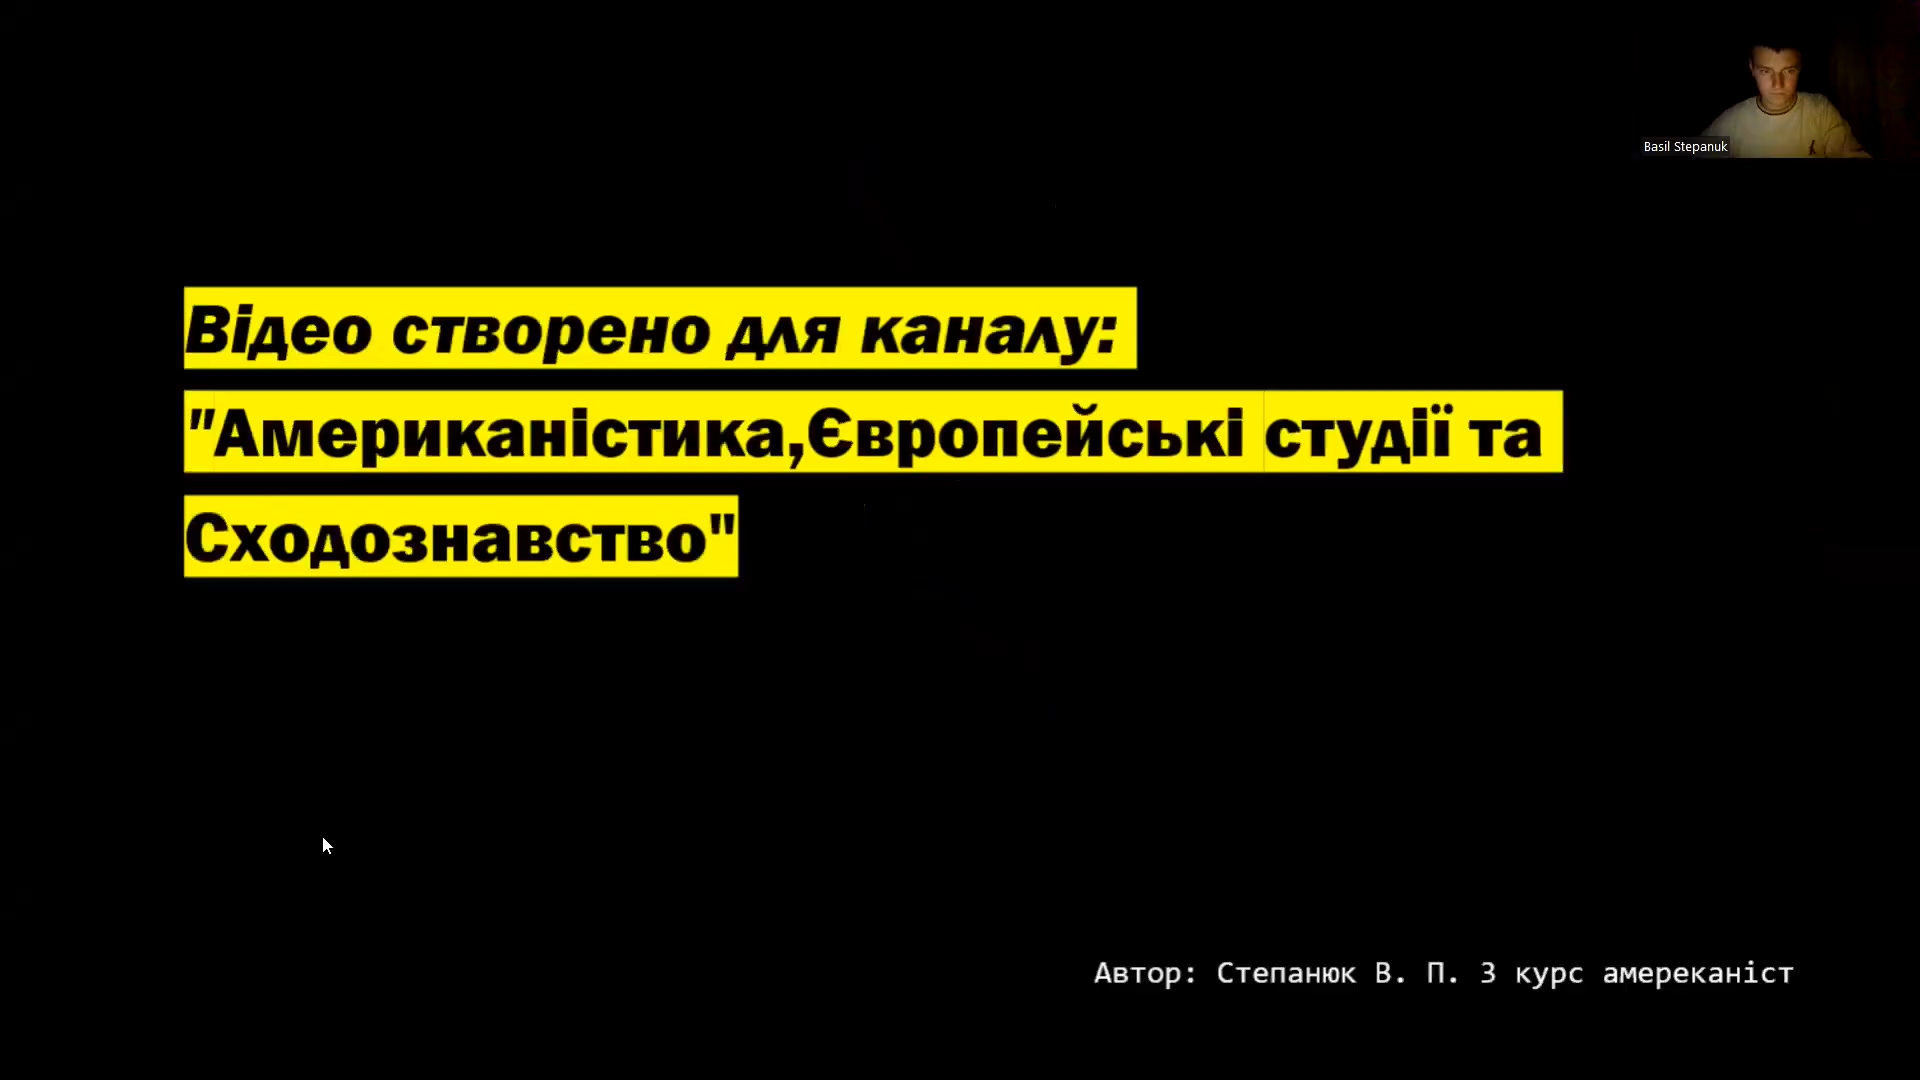 Basil Stepanuk
Відео створено для каналу:
"Американістика,Європейські студії та
Сходознавство"
Автор: Степанюк В. П. 3 курс амереканіст